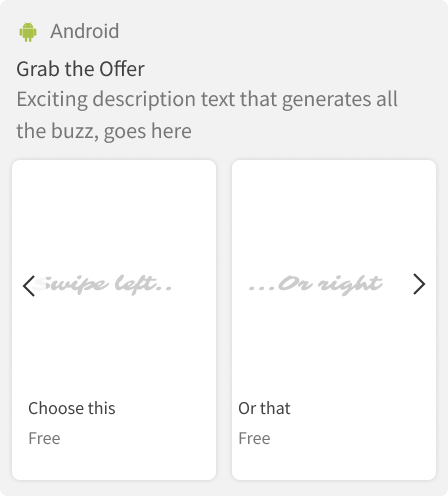 Android
Grab the Offer
Exciting description text that generates all
the buzz, goes here
Swipe left..
...Or right
Choose this
Free
Or that
Free